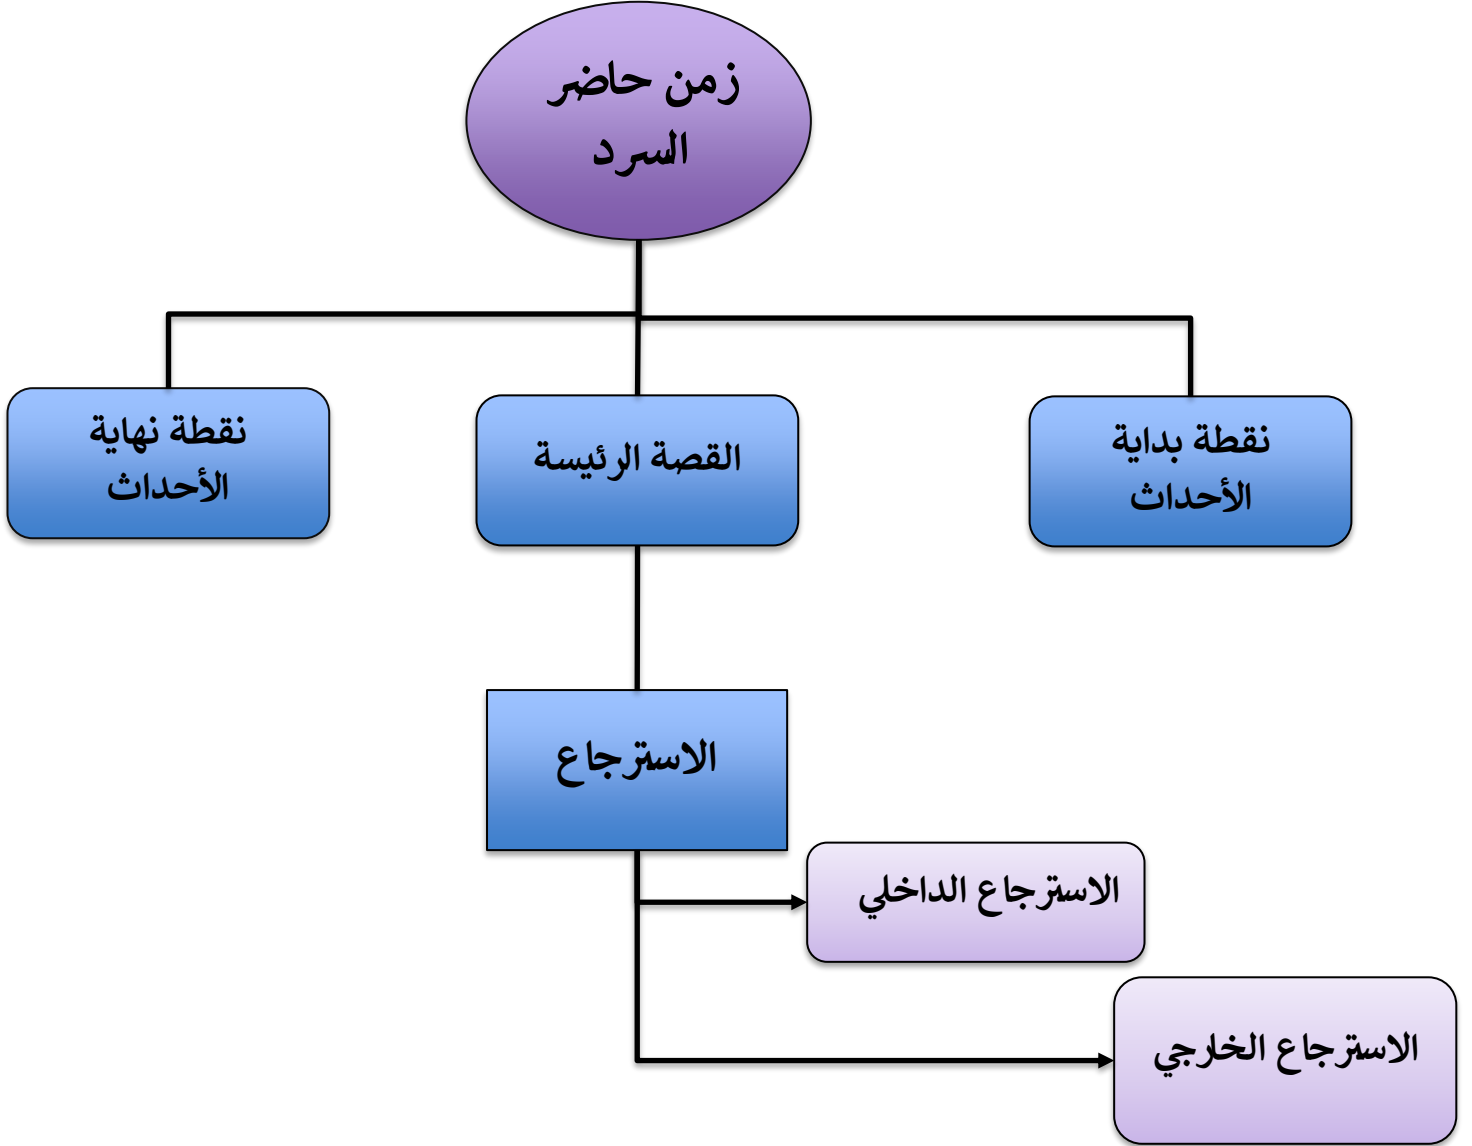 زمن حاضر
السرد
نقطة بداية
الأحداث
القصة الرئيسة
نقطة نهاية
الأحداث
الاسترجاع
الاسترجاع الداخلي
الاسترجاع الخارجي